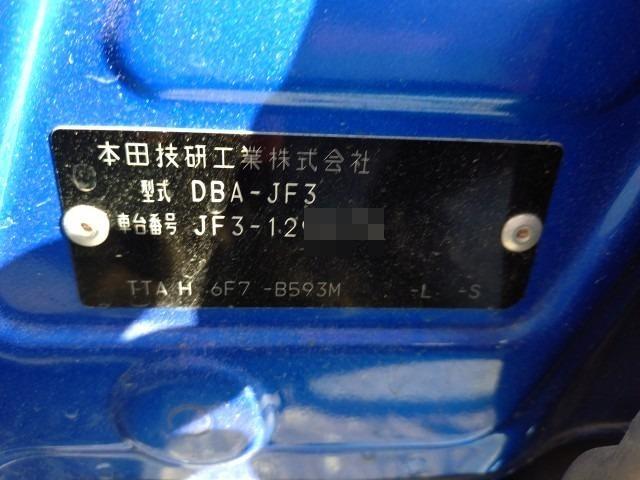 本田技研工業株式会社
型式 DBA-JF3
車台番号 JF3-129
TTA H 6F7 -B593M -L -S